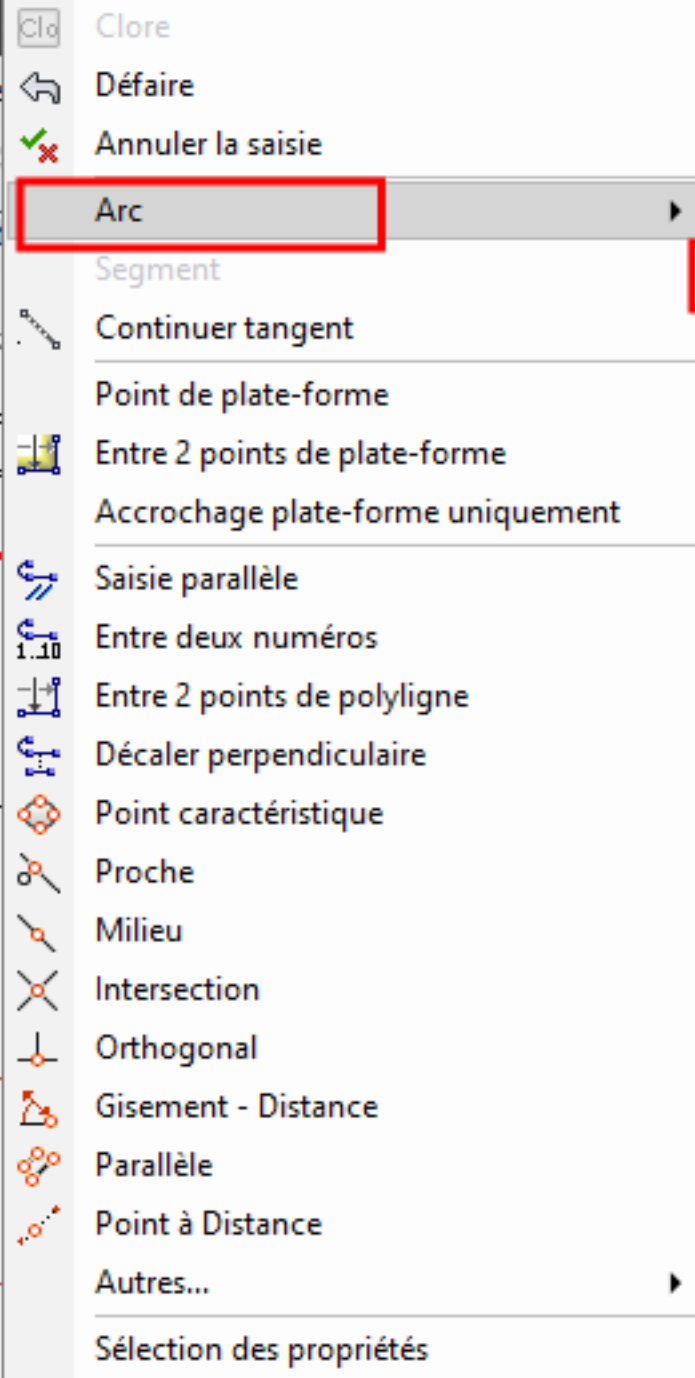 Clo Clore
Défaire
Annuler la saisie
Arc
Segment
Continuer tangent
Point de plate-forme
Entre 2 points de plate-forme
Accrochage plate-forme uniquement
Saisie parallèle
1..10 Entre deux numéros
Entre 2 points de polyligne
Décaler perpendiculaire
Point caractéristique
Proche
Milieu
Intersection
Orthogonal
Gisement - Distance
Parallèle
Point à Distance
Autres...
Sélection des propriétés